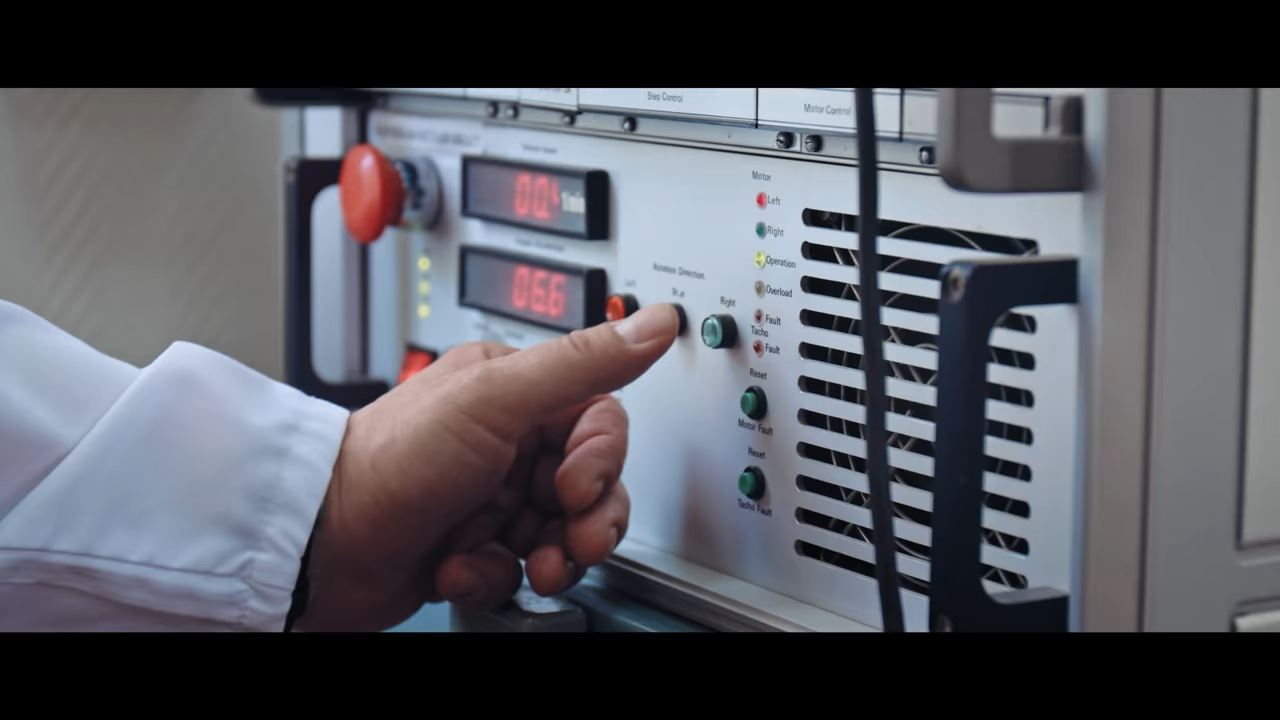 Step Control
Motor Control
00.
1/min
06.6
Rotation Direction
Left
Right
Motor
Left
Right
Operation
Overload
Fault
Tacho
Fault
Reset
Motor Fault
Reset
Tacho Fault